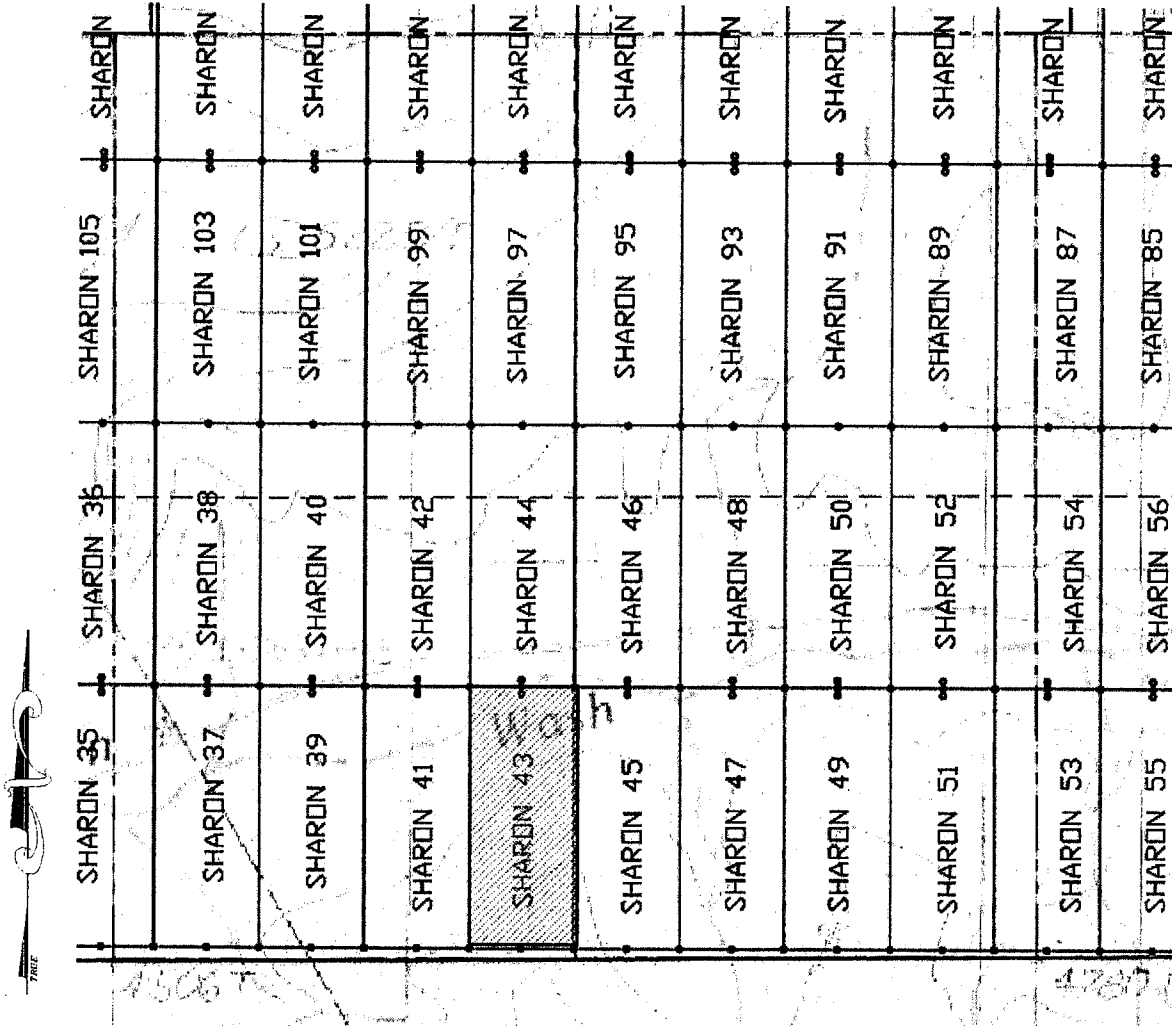 SHARON
SHARON
SHARON
SHARON
SHARON
SHARON
SHARON
SHARON
SHARON
SHARON
SHARON
SHARON 105
SHARON 103
SHARON 101
SHARON 99
SHARON 97
SHARON 95
SHARON 93
SHARON 91
SHARON 89
SHARON 87
SHARON 85
SHARON 36
SHARON 38
SHARON 40
SHARON 42
SHARON 44
SHARON 46
SHARON 48
SHARON 50
SHARON 52
SHARON 54
SHARON 56
SHARON 35
SHARON 37
SHARON 39
SHARON 41
SHARON 43
Wash
SHARON 45
SHARON 47
SHARON 49
SHARON 51
SHARON 53
SHARON 55
TRUE